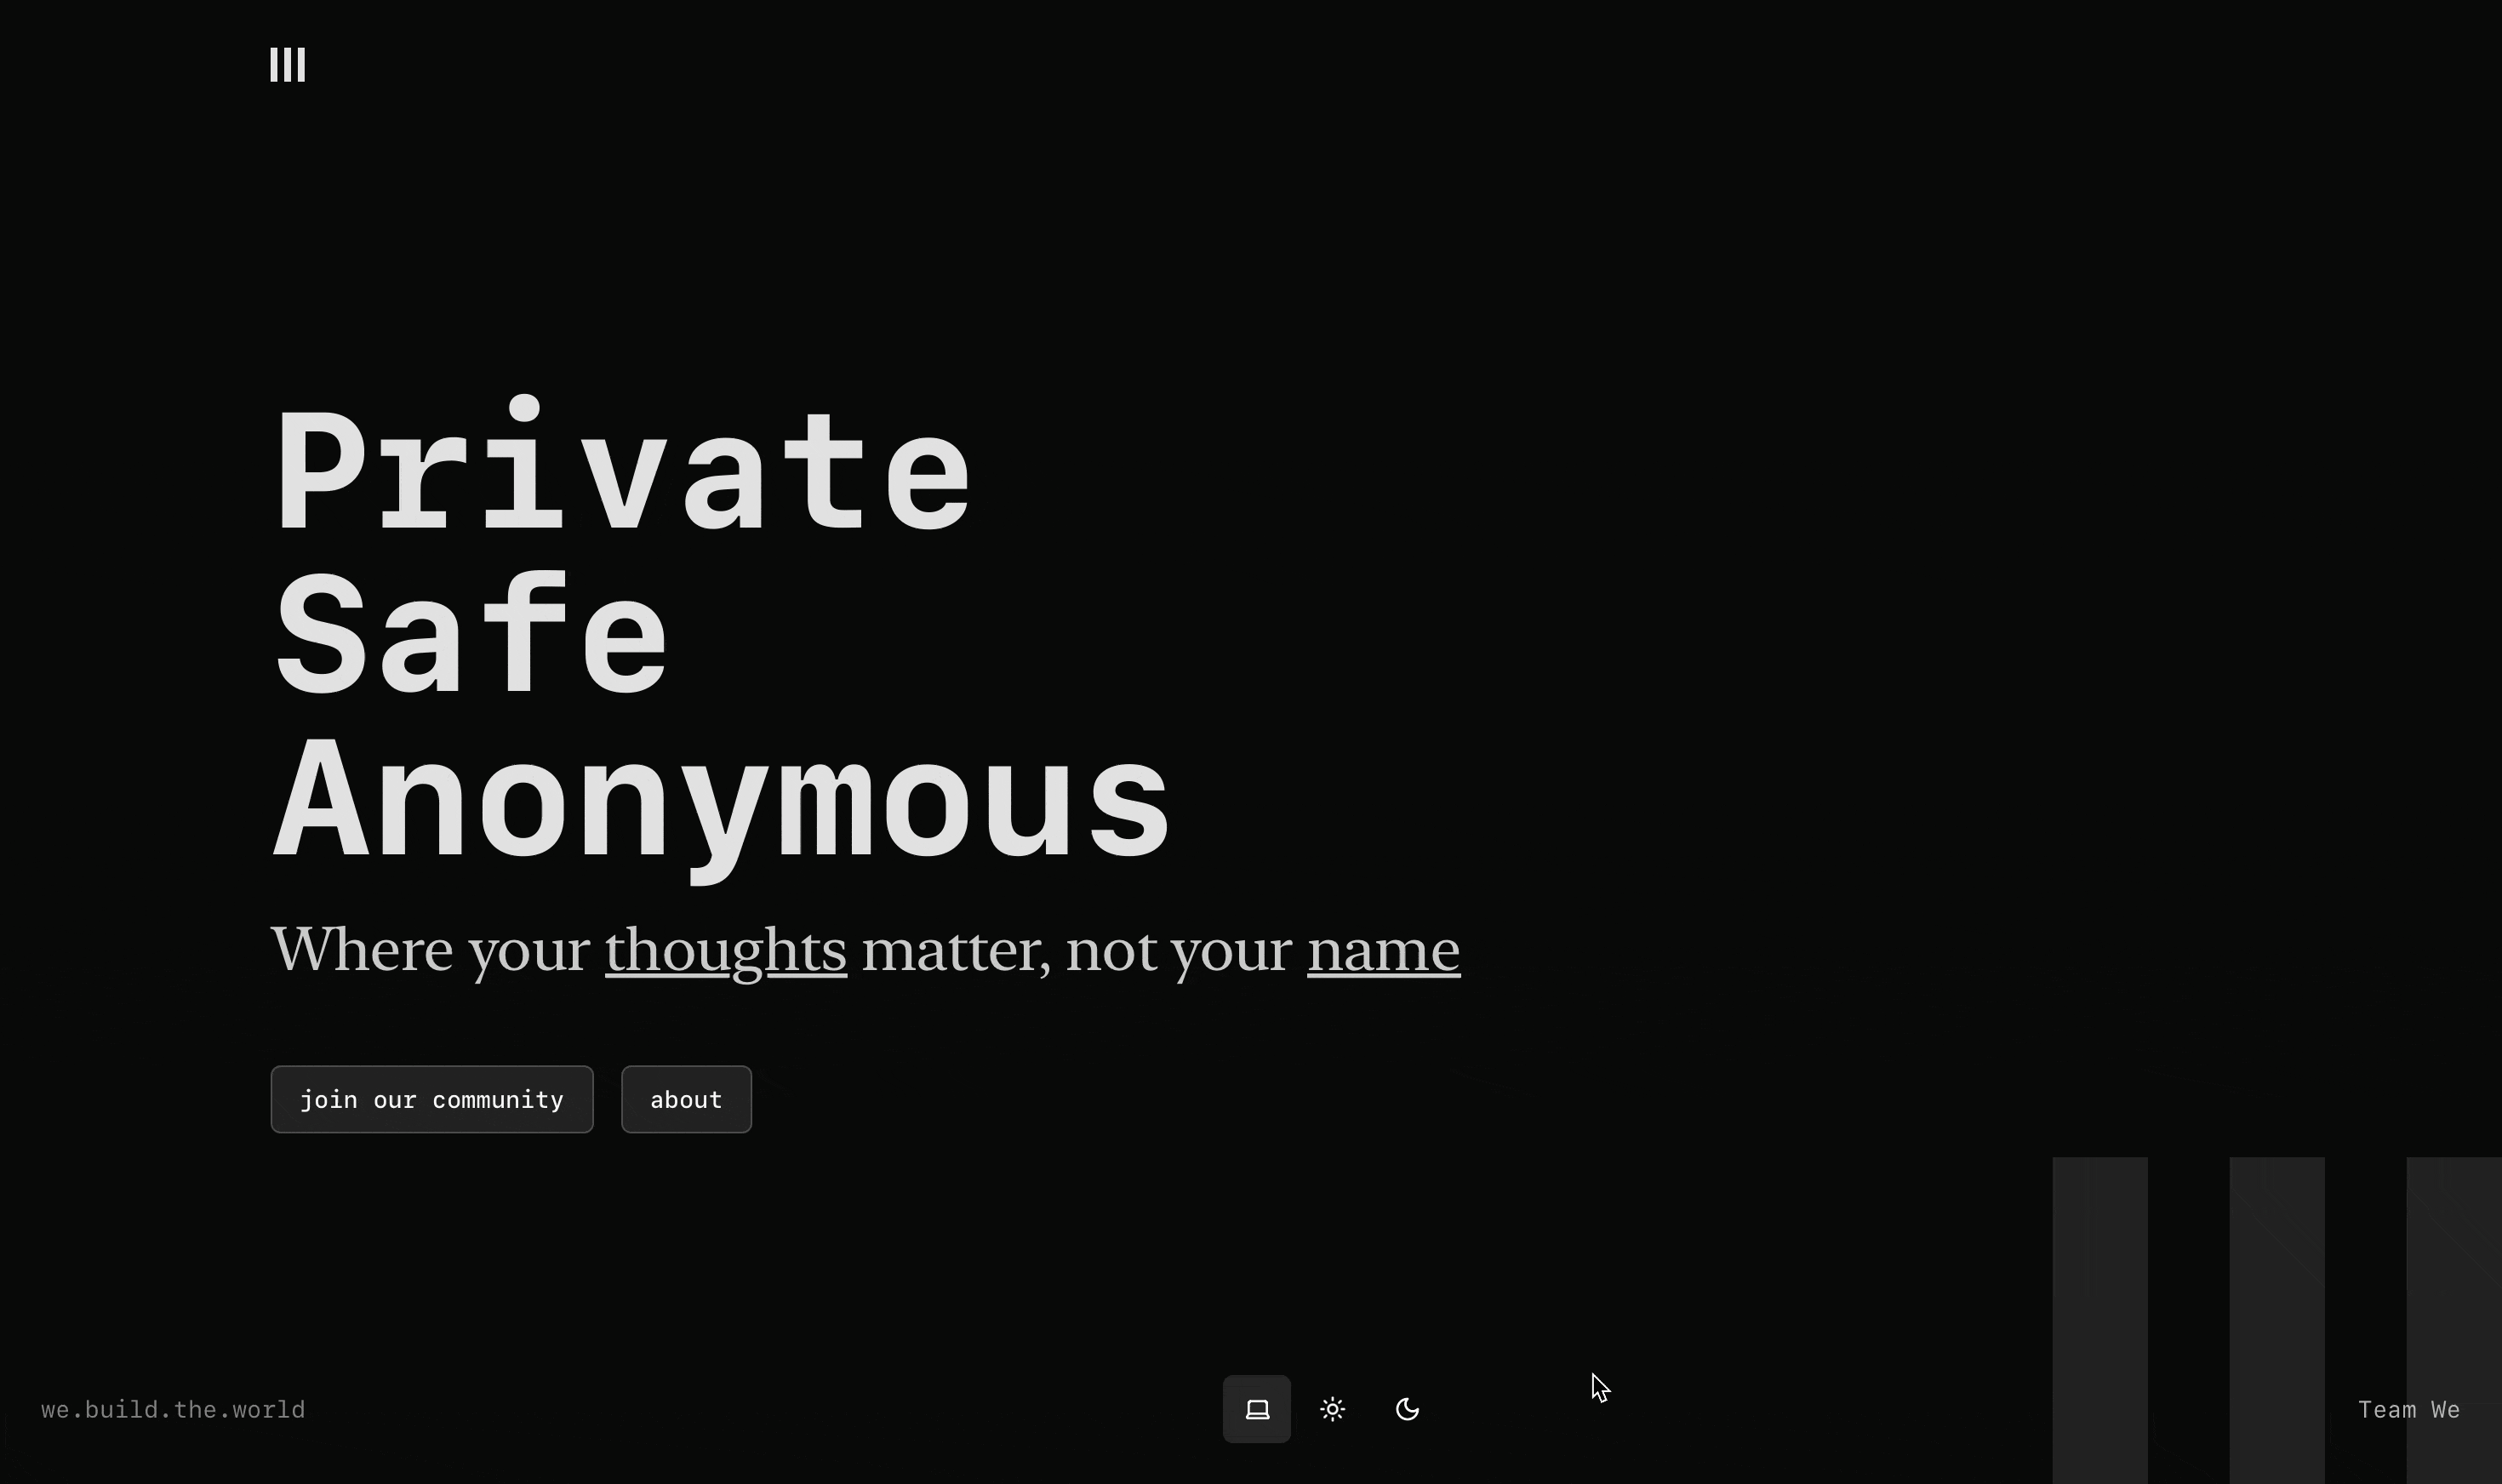 Private
Safe
Anonymous
Where your thoughts matter, not your name
join our community
about
we.build.the.world
Team We